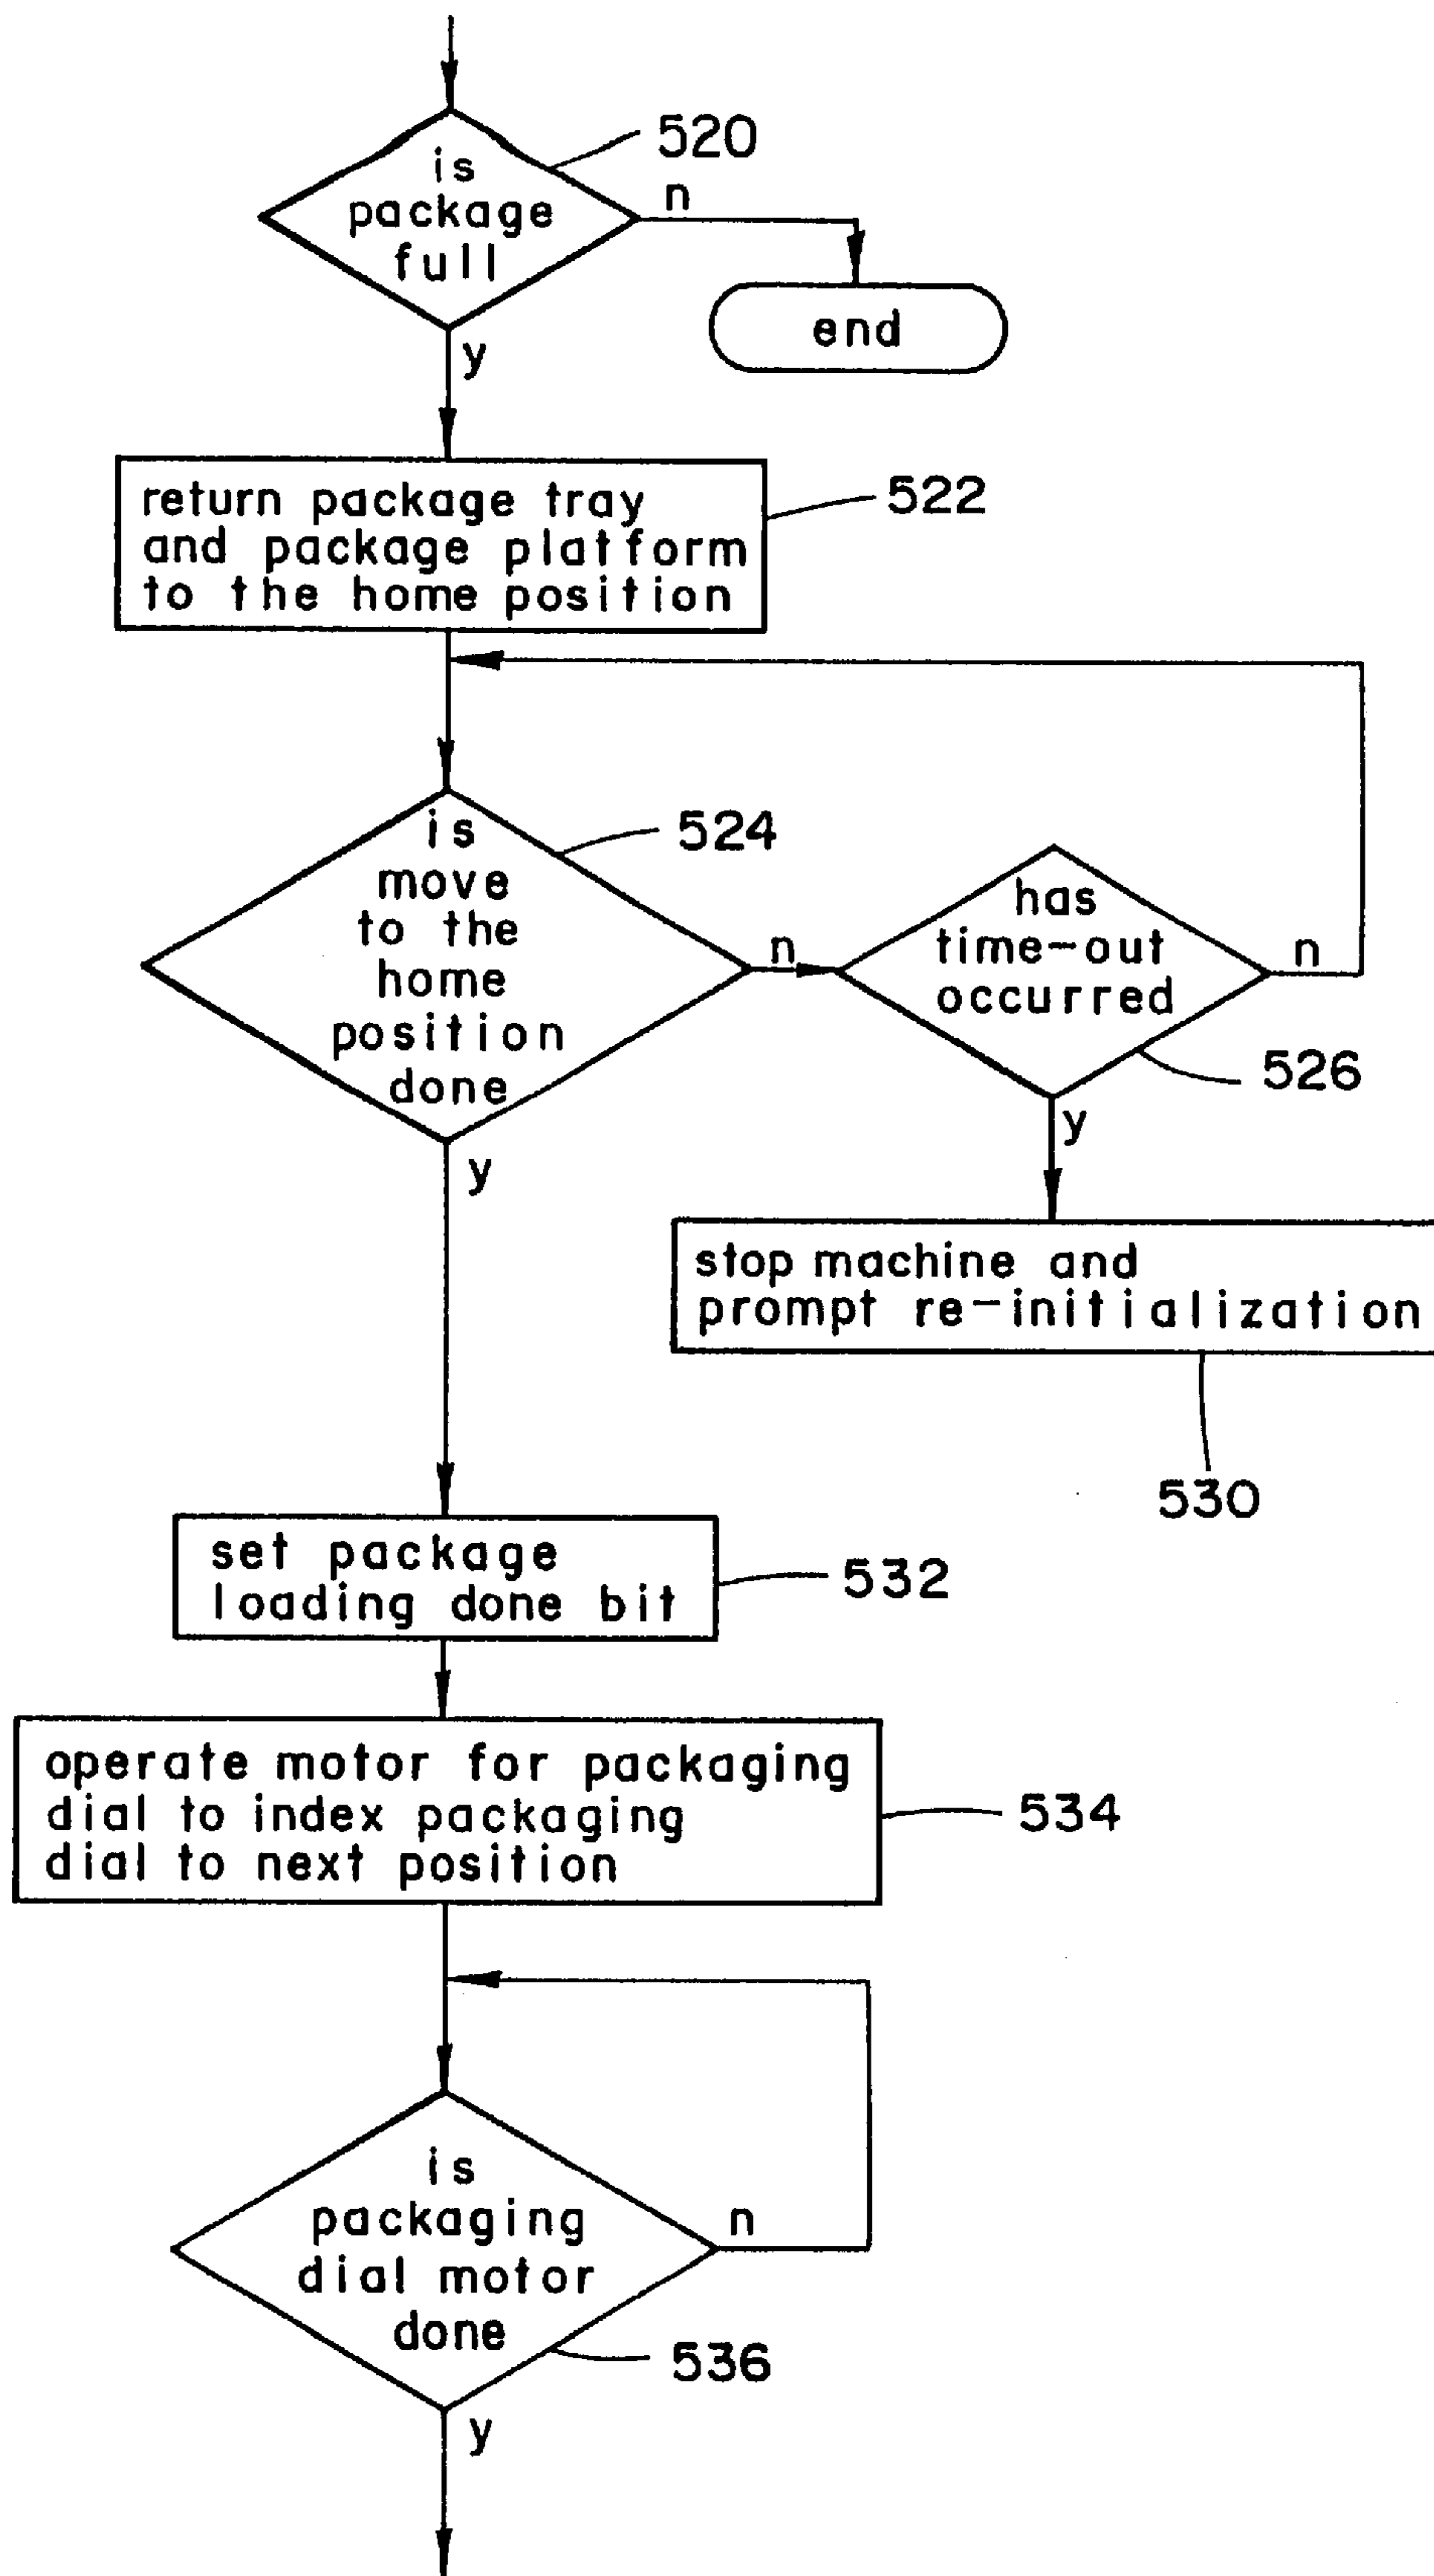 is
package
full
520
n
end
y
return package tray
and package platform
to the home position
522
is
move
to the
home
position
done
524
n
has
time-out
occurred
n
526
y
y
stop machine and
prompt re-initialization
530
set package
loading done bit
532
operate motor for packaging
dial to index packaging
dial to next position
534
is
packaging
dial motor
done
n
536
y